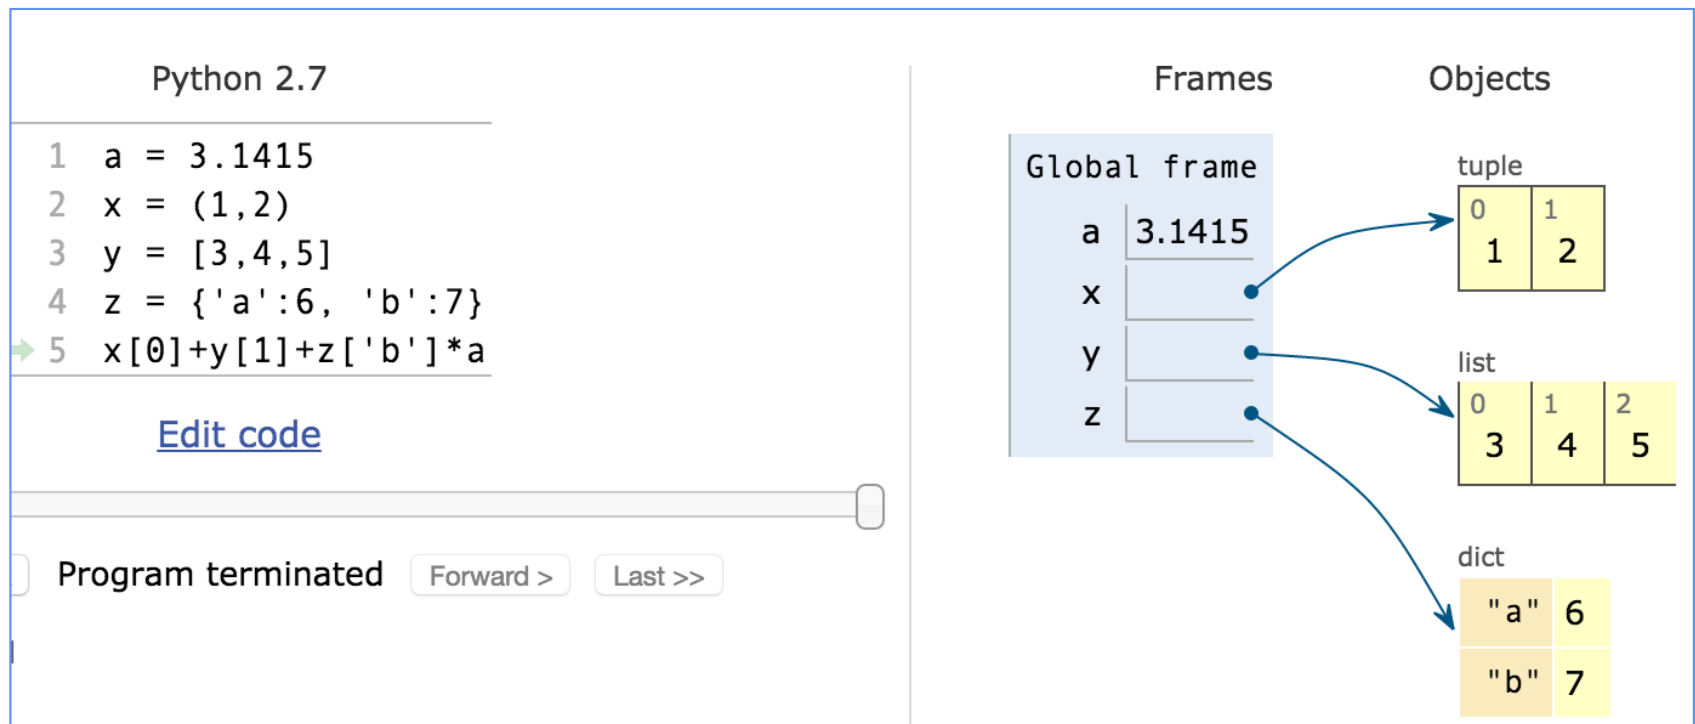 Python 2.7
1 a = 3.1415
2 x = (1,2)
3 y = [3,4,5]
4 z = {'a':6, 'b':7}
5 x[0]+y[1]+z['b']*a
Edit code
Program terminated
Forward >
Last >>
Frames
Objects
Global frame
a 3.1415
x
y
z
tuple
0 1
1 2
list
0 1 2
3 4 5
dict
"a" 6
"b" 7